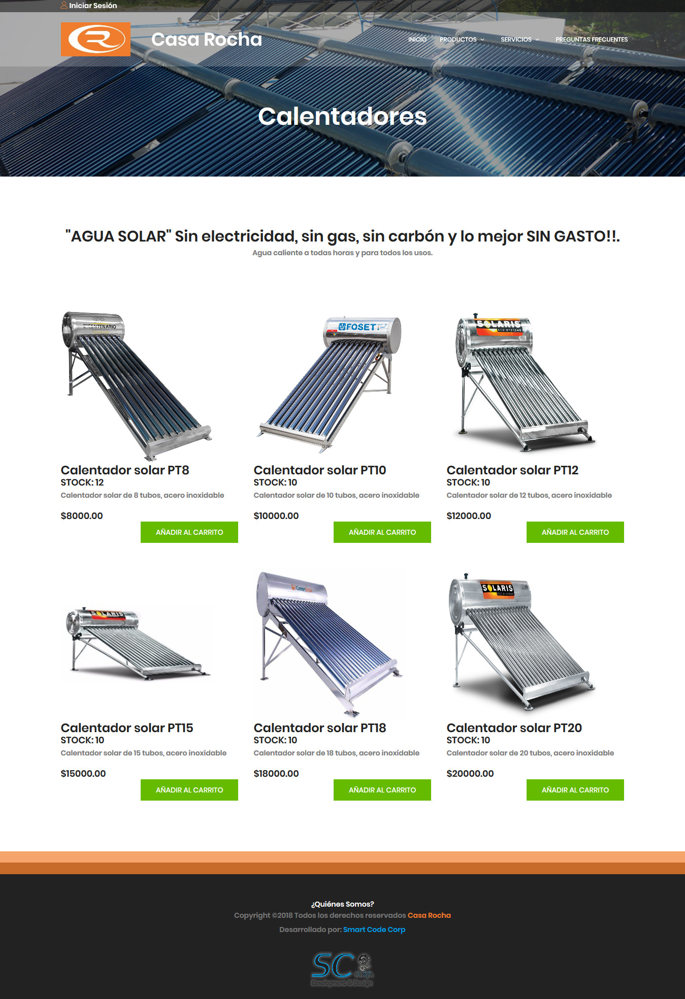 Iniciar Sesión
Casa Rocha
INICIO PRODUCTOS SERVICIOS PREGUNTAS FRECUENTES
Calentadores
"AGUA SOLAR" Sin electricidad, sin gas, sin carbón y lo mejor SIN GASTO!!.
Agua caliente a todas horas y para todos los usos.
BICENTENARIO
FOSET
SOLARIS
ECO-SYSTEMS
Calentador solar PT8
STOCK: 12
Calentador solar de 8 tubos, acero inoxidable
$8000.00
AÑADIR AL CARRITO
Calentador solar PT10
STOCK: 10
Calentador solar de 10 tubos, acero inoxidable
$10000.00
AÑADIR AL CARRITO
Calentador solar PT12
STOCK: 10
Calentador solar de 12 tubos, acero inoxidable
$12000.00
AÑADIR AL CARRITO
SOLARIS
GreenSolar
SOLARIS
ECO-SYSTEMS
Calentador solar PT15
STOCK: 10
Calentador solar de 15 tubos, acero inoxidable
$15000.00
AÑADIR AL CARRITO
Calentador solar PT18
STOCK: 10
Calentador solar de 18 tubos, acero inoxidable
$18000.00
AÑADIR AL CARRITO
Calentador solar PT20
STOCK: 10
Calentador solar de 20 tubos, acero inoxidable
$20000.00
AÑADIR AL CARRITO
¿Quiénes Somos?
Copyright ©2018 Todos los derechos reservados Casa Rocha
Desarrollado por: Smart Code Corp
SC
CORP.
Development & Design